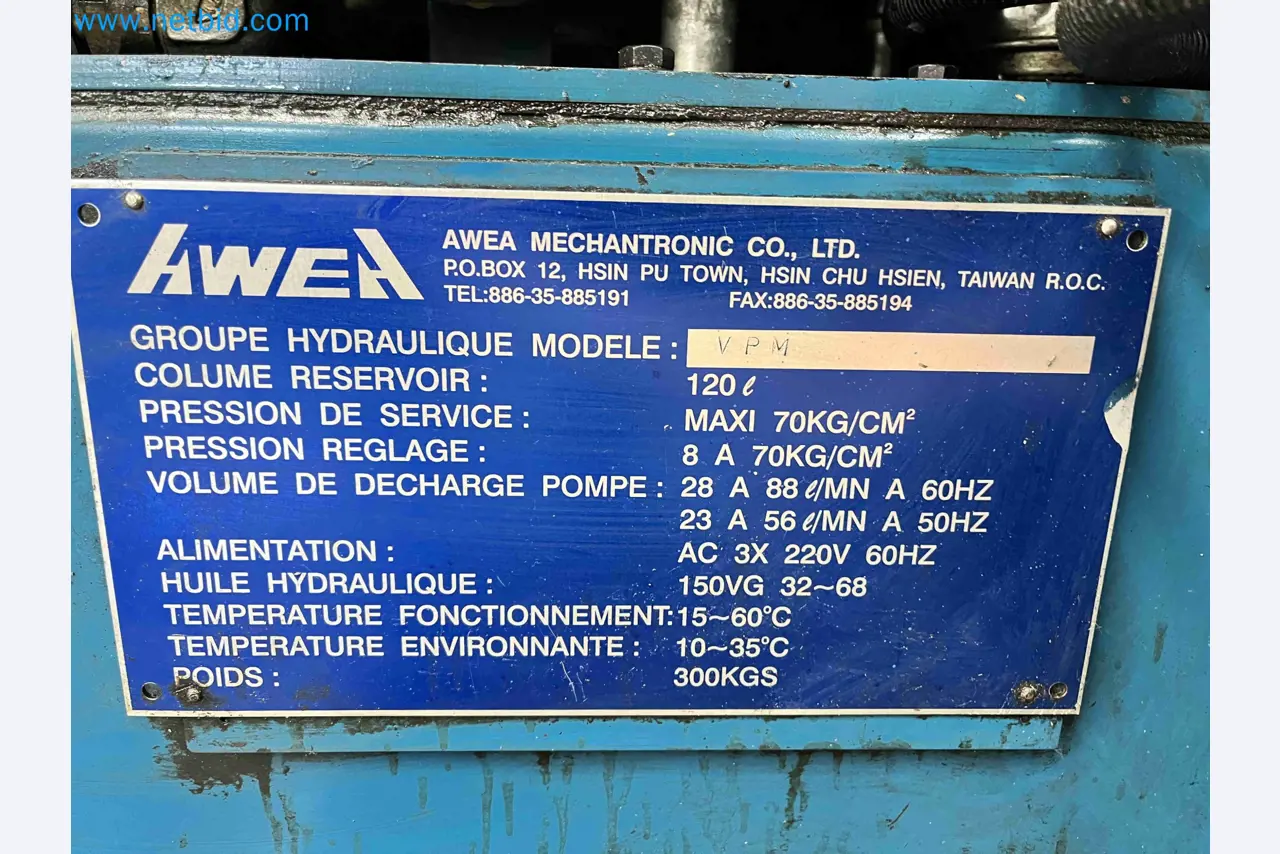 www.netbid.com
AWEA
AWEA MECHANTRONIC CO., LTD.
P.O.BOX 12, HSIN PU TOWN, HSIN CHU HSIEN, TAIWAN R.O.C.
TEL:886-35-885191 FAX:886-35-885194
GROUPE HYDRAULIQUE MODELE : VPM
COLUME RESERVOIR : 120 ℓ
PRESSION DE SERVICE : MAXI 70KG/CM²
PRESSION REGLAGE : 8 A 70KG/CM²
VOLUME DE DECHARGE POMPE : 28 A 88 ℓ/MN A 60HZ
23 A 56 ℓ/MN A 50HZ
ALIMENTATION : AC 3X 220V 60HZ
HUILE HYDRAULIQUE : 150VG 32~68
TEMPERATURE FONCTIONNEMENT: 15~60°C
TEMPERATURE ENVIRONNANTE : 10~35°C
POIDS : 300KGS